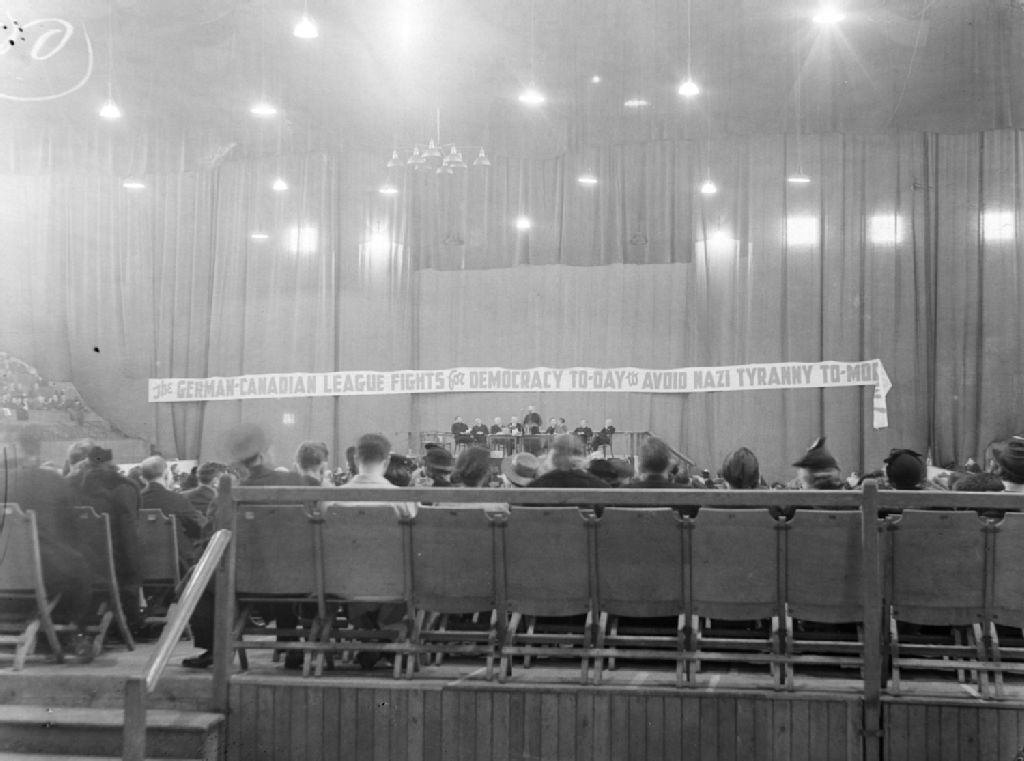 The GERMAN-CANADIAN LEAGUE FIGHTS for DEMOCRACY TO-DAY to AVOID NAZI TYRANNY TO-MO